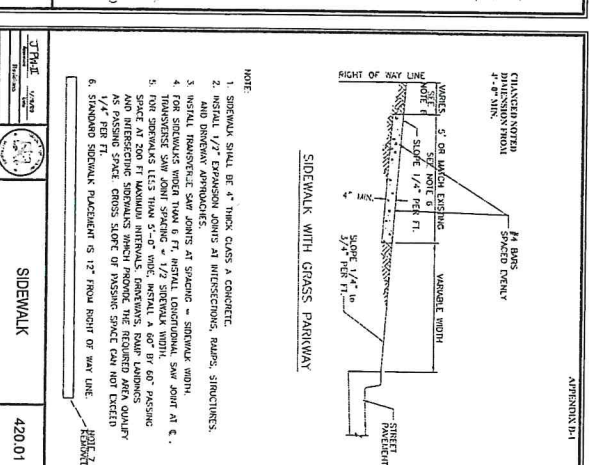 APPENDIX B-1
CHANGED NOTED
DIMENSION FROM
4'-0" MIN.
#4 BARS
SPACED EVENLY
VARIES
SEE
NOTE 6
5' OR MATCH EXISTING
SEE NOTE 6
VARIABLE WIDTH
RIGHT OF WAY LINE
SLOPE 1/4" PER FT.
4" MIN.
SLOPE 1/4" to
3/4" PER FT.
STREET
PAVEMENT
SIDEWALK WITH GRASS PARKWAY
NOTE:
1. SIDEWALK SHALL BE 4" THICK CLASS A CONCRETE.
2. INSTALL 1/2" EXPANSION JOINTS AT INTERSECTIONS, RAMPS, STRUCTURES,
AND DRIVEWAY APPROACHES.
3. INSTALL TRANSVERSE SAW JOINTS AT SPACING = SIDEWALK WIDTH.
4. FOR SIDEWALKS WIDER THAN 6 FT, INSTALL LONGITUDINAL SAW JOINT AT ℄.
TRANSVERSE SAW JOINT SPACING = 1/2 SIDEWALK WIDTH.
5. FOR SIDEWALKS LESS THAN 5'-0" WIDE, INSTALL A 60" BY 60" PASSING
SPACE AT 200 FT MAXIMUM INTERVALS. DRIVEWAYS, RAMP LANDINGS
AND INTERSECTING SIDEWALKS WHICH PROVIDE THE REQUIRED AREA QUALIFY
AS PASSING SPACE. CROSS SLOPE OF PASSING SPACE CAN NOT EXCEED
1/4" PER FT.
6. STANDARD SIDEWALK PLACEMENT IS 12" FROM RIGHT OF WAY LINE.
NOTE 7
REMOVED
Revisions
SIDEWALK
420.01